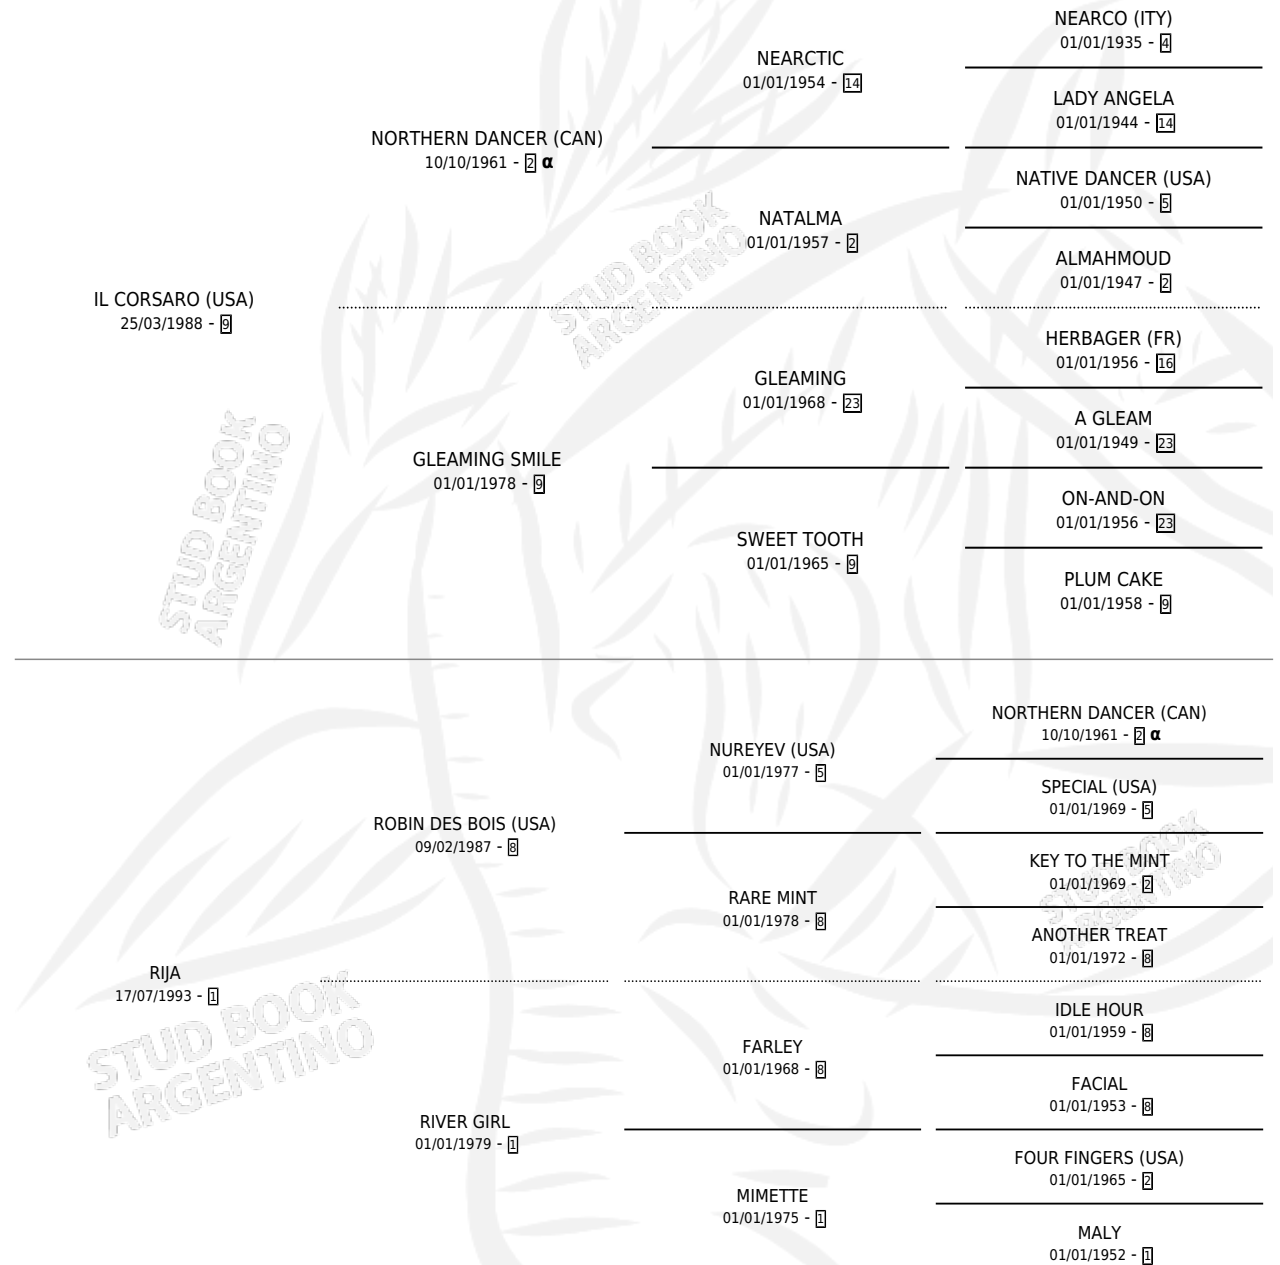 NEARCO (ITY)
01/01/1935 - 4
NEARCTIC
01/01/1954 - 14
LADY ANGELA
01/01/1944 - 14
NORTHERN DANCER (CAN)
10/10/1961 - 2 α
NATIVE DANCER (USA)
01/01/1950 - 5
NATALMA
01/01/1957 - 2
ALMAHMOUD
01/01/1947 - 2
STUD BOOK
ARGENTINO
IL CORSARO (USA)
25/03/1988 - 9
HERBAGER (FR)
01/01/1956 - 16
GLEAMING
01/01/1968 - 23
A GLEAM
01/01/1949 - 23
GLEAMING SMILE
01/01/1978 - 9
ON-AND-ON
01/01/1956 - 23
SWEET TOOTH
01/01/1965 - 9
PLUM CAKE
01/01/1958 - 9
STUD BOOK
ARGENTINO
NORTHERN DANCER (CAN)
10/10/1961 - 2 α
NUREYEV (USA)
01/01/1977 - 5
SPECIAL (USA)
01/01/1969 - 5
ROBIN DES BOIS (USA)
09/02/1987 - 8
KEY TO THE MINT
01/01/1969 - 2
RARE MINT
01/01/1978 - 8
ANOTHER TREAT
01/01/1972 - 8
STUD BOOK
ARGENTINO
RIJA
17/07/1993 - 1
IDLE HOUR
01/01/1959 - 8
FARLEY
01/01/1968 - 8
FACIAL
01/01/1953 - 8
STUD BOOK
ARGENTINO
RIVER GIRL
01/01/1979 - 1
FOUR FINGERS (USA)
01/01/1965 - 2
MIMETTE
01/01/1975 - 1
MALY
01/01/1952 - 1